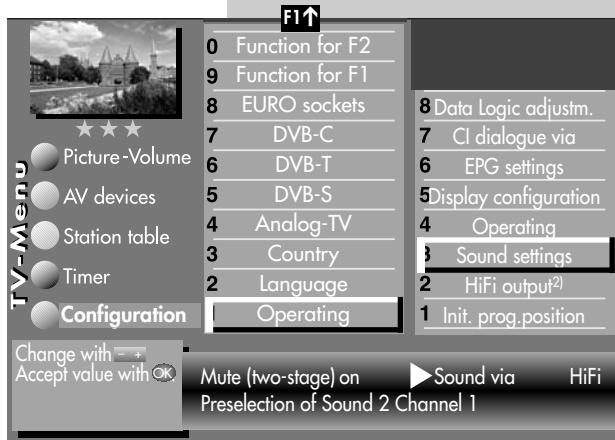 F1↑
0 Function for F2
9 Function for F1
8 EURO sockets
7 DVB-C
6 DVB-T
5 DVB-S
4 Analog-TV
3 Country
2 Language
Operating
8 Data Logic adjustm.
7 CI dialogue via
6 EPG settings
5 Display configuration
4 Operating
3 Sound settings
2 HiFi output2)
1 Init. prog.position
TV-Menu
Picture-Volume
AV devices
Station table
Timer
Configuration
Change with - +
Accept value with OK.
Mute (two-stage) on ▶Sound via HiFi
Preselection of Sound 2 Channel 1